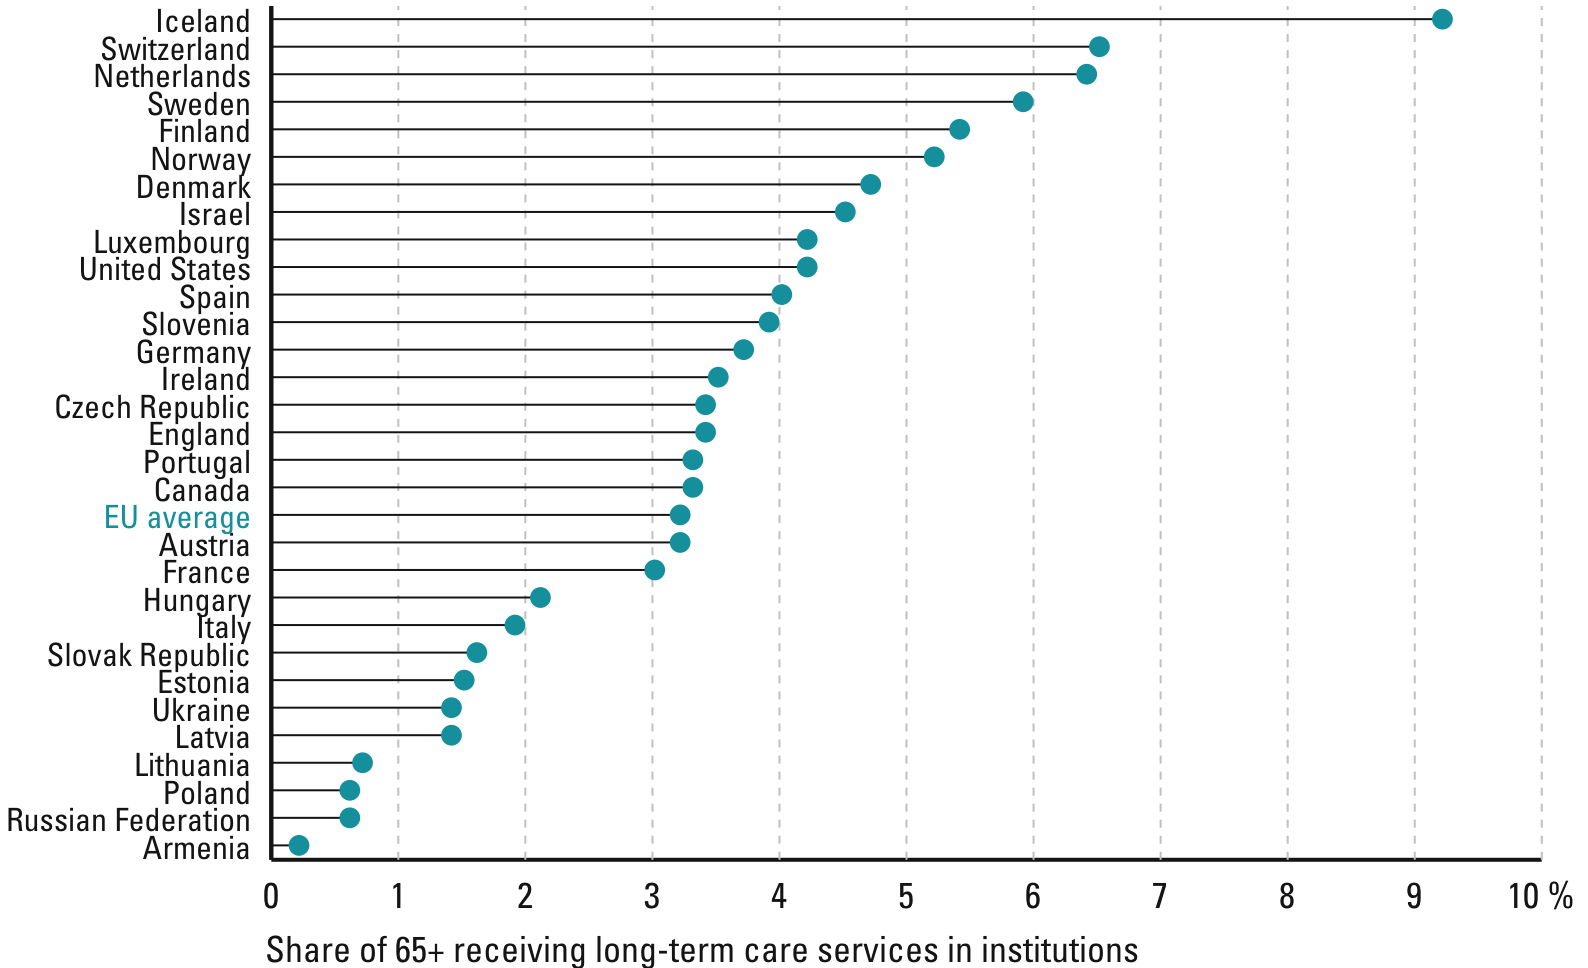 Iceland
Switzerland
Netherlands
Sweden
Finland
Norway
Denmark
Israel
Luxembourg
United States
Spain
Slovenia
Germany
Ireland
Czech Republic
England
Portugal
Canada
EU average
Austria
France
Hungary
Italy
Slovak Republic
Estonia
Ukraine
Latvia
Lithuania
Poland
Russian Federation
Armenia
0 1 2 3 4 5 6 7 8 9 10 %
Share of 65+ receiving long-term care services in institutions